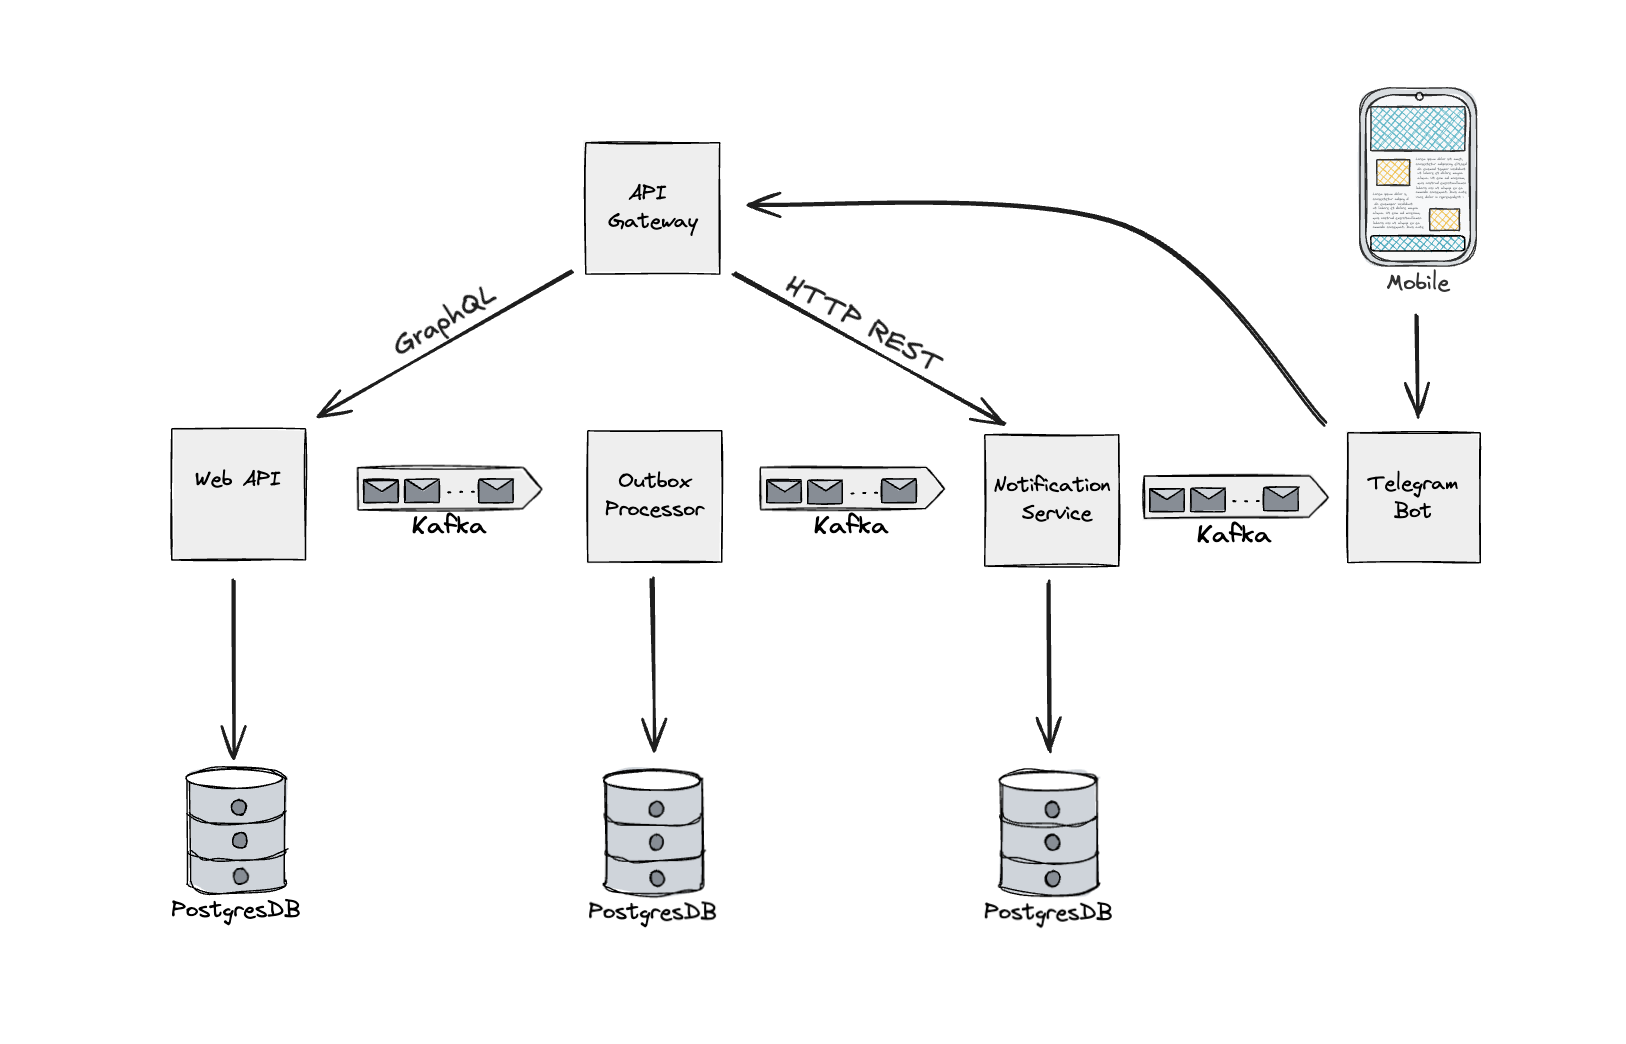 API
Gateway
Mobile
GraphQL
HTTP REST
Web API
Kafka
Outbox
Processor
Kafka
Notification
Service
Kafka
Telegram
Bot
PostgresDB
PostgresDB
PostgresDB